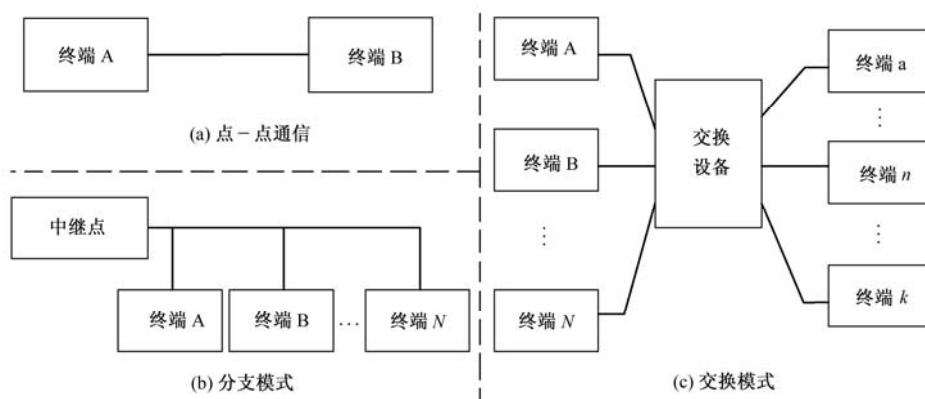 终端 A
终端 B
(a) 点-点通信
中继点
终端 A
终端 B
…
终端 N
(b) 分支模式
终端 A
终端 B
⋮
终端 N
交换
设备
终端 a
⋮
终端 n
⋮
终端 k
(c) 交换模式